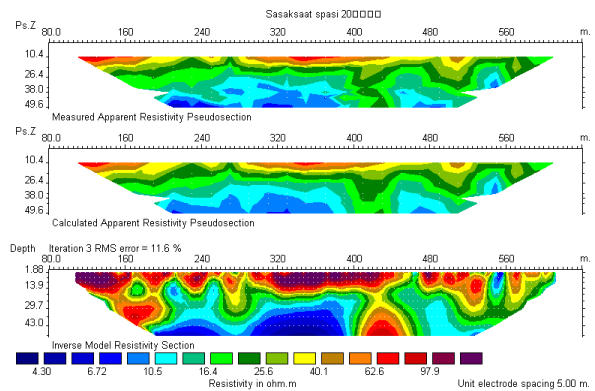 Sasaksaat spasi 20□□□□
Ps.Z 80.0 160 240 320 400 480 560 m.
10.4
26.4
38.0
49.6
Measured Apparent Resistivity Pseudosection
Ps.Z 80.0 160 240 320 400 480 560 m.
10.4
26.4
38.0
49.6
Calculated Apparent Resistivity Pseudosection
Depth Iteration 3 RMS error = 11.6 %
80.0 160 240 320 400 480 560 m.
1.88
13.9
29.7
43.0
Inverse Model Resistivity Section
4.30 6.72 10.5 16.4 25.6 40.1 62.6 97.9
Resistivity in ohm.m
Unit electrode spacing 5.00 m.